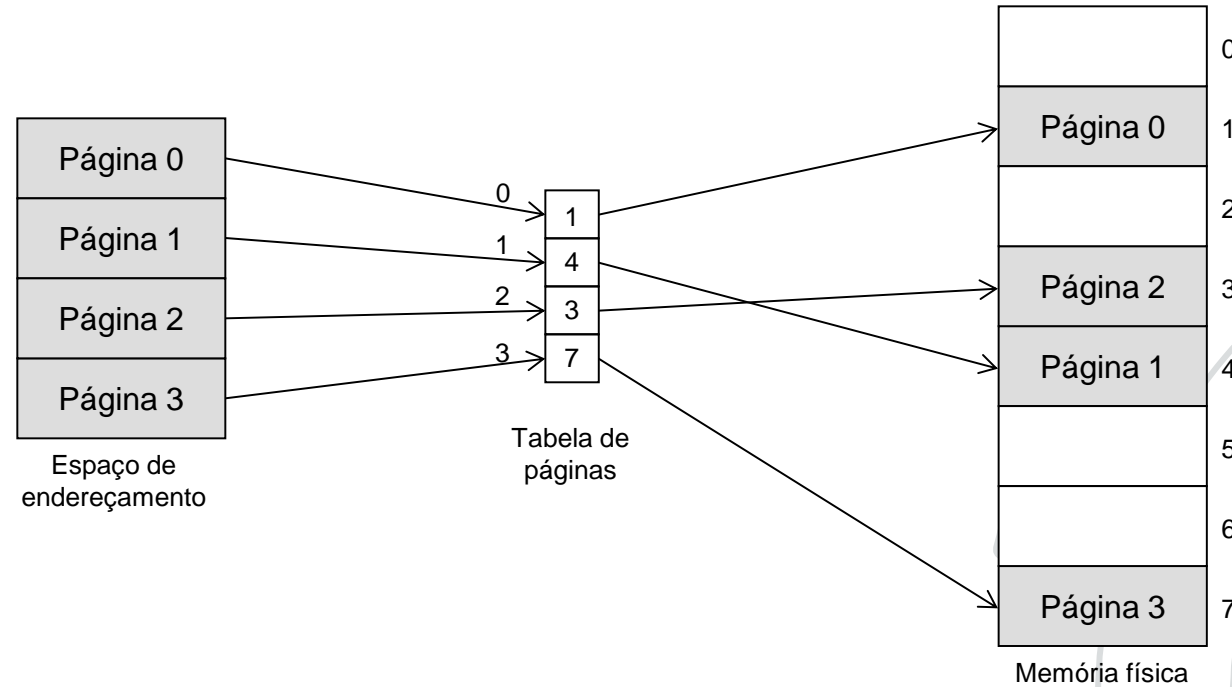 Página 0
Página 1
Página 2
Página 3
Espaço de
endereçamento
0
1
2
3
1
4
3
7
Tabela de
páginas
0
Página 0
1
2
Página 2
3
Página 1
4
5
6
Página 3
7
Memória física